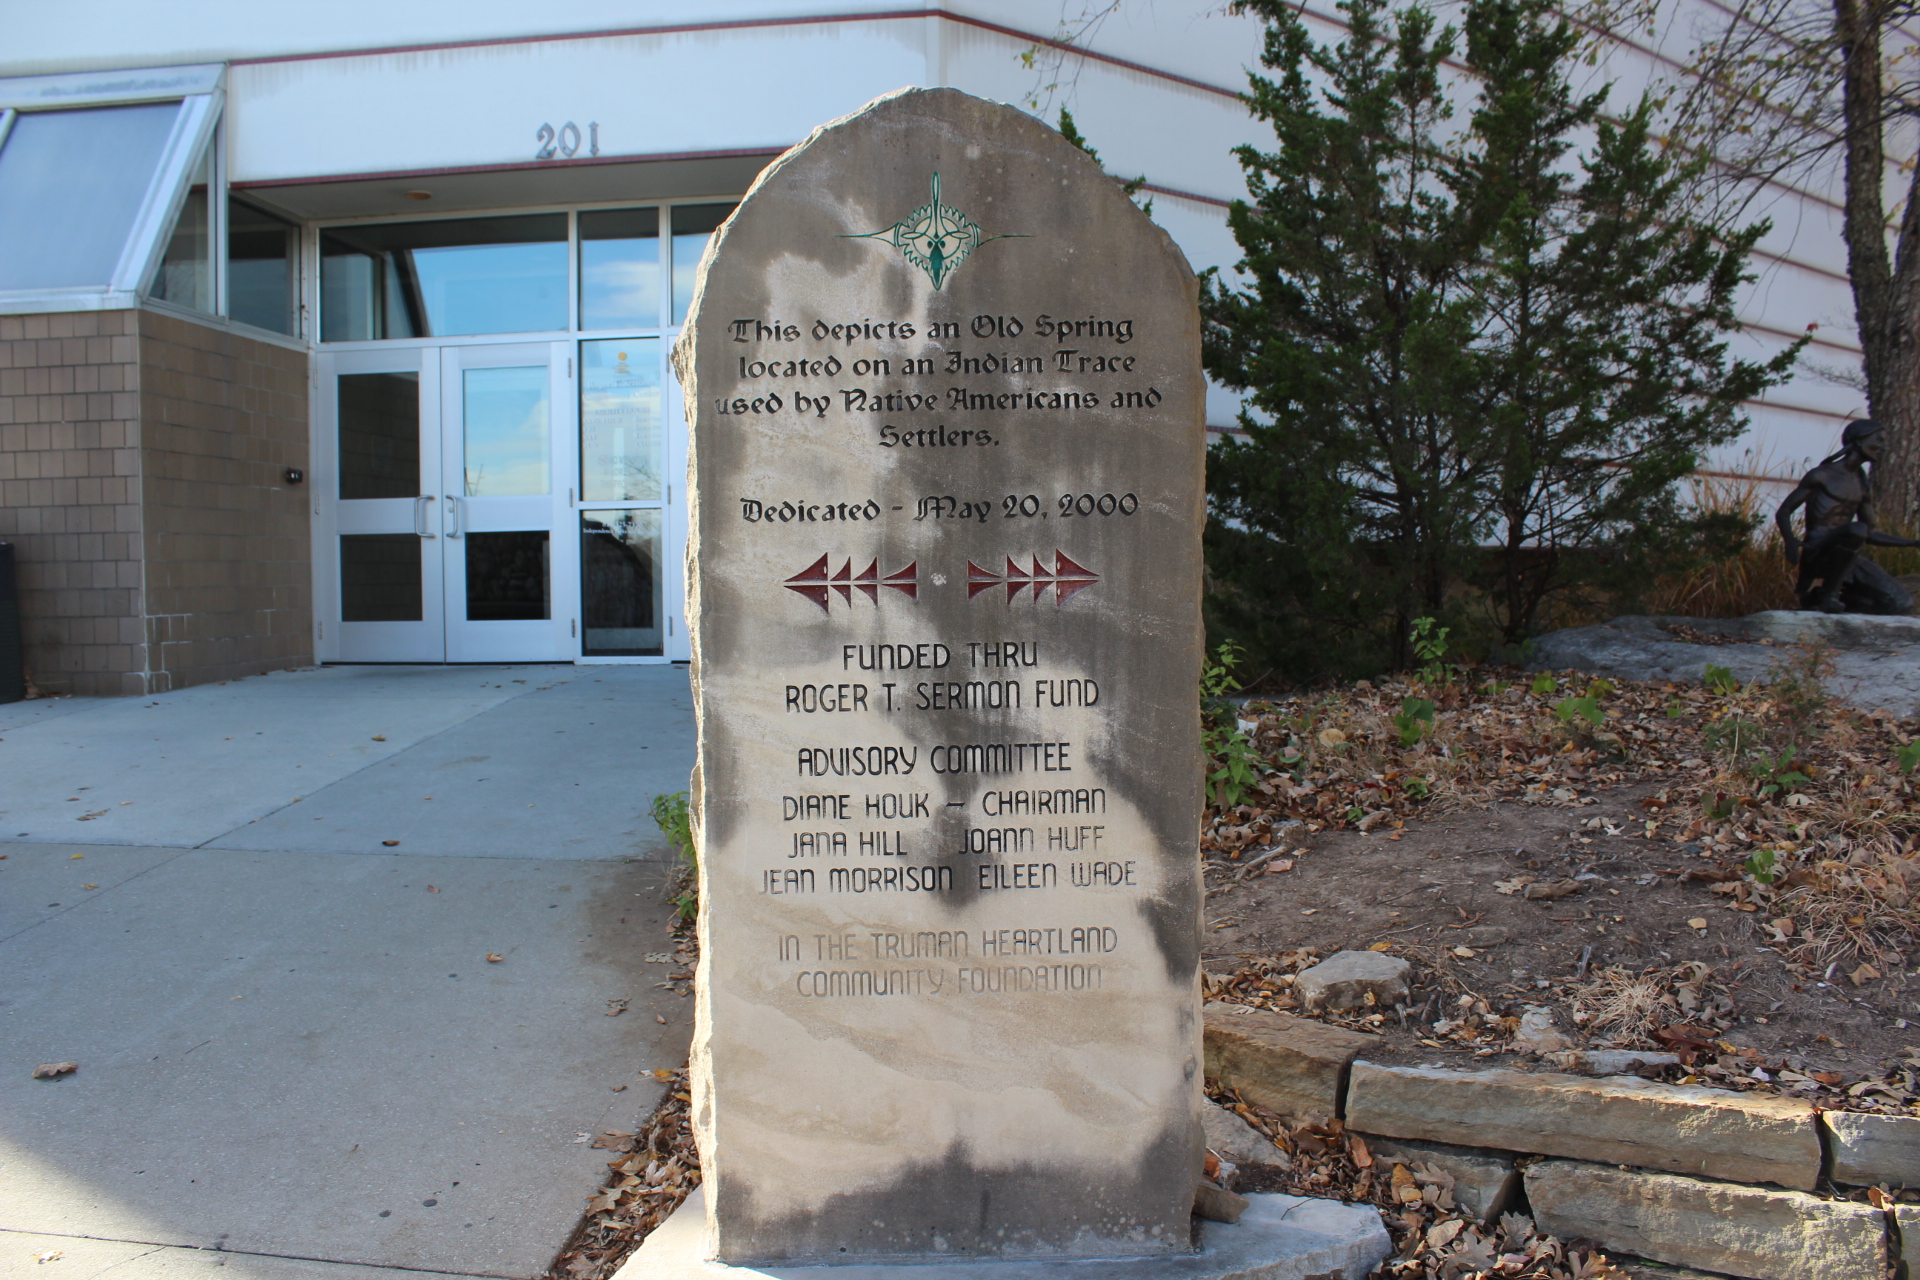 201
This depicts an Old Spring
located on an Indian Trace
used by Native Americans and
Settlers.
Dedicated - May 20, 2000
FUNDED THRU
ROGER T. SERMON FUND
ADVISORY COMMITTEE
DIANE HOUK — CHAIRMAN
JANA HILL JOANN HUFF
JEAN MORRISON EILEEN WADE
IN THE TRUMAN HEARTLAND
COMMUNITY FOUNDATION